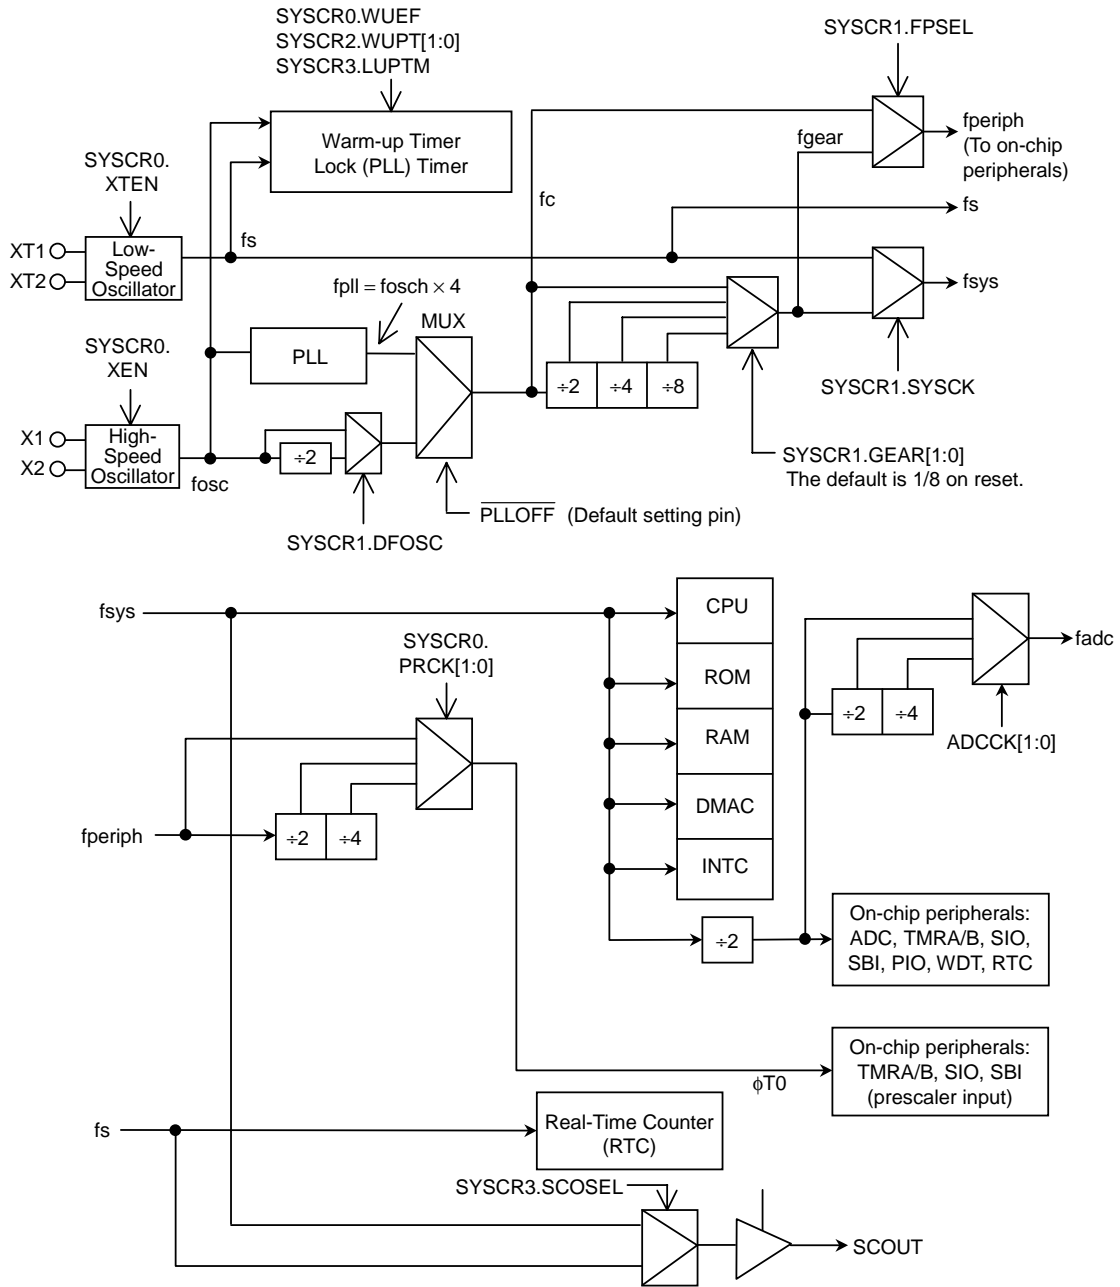 SYSCR0.WUEF
SYSCR2.WUPT[1:0]
SYSCR3.LUPTM
SYSCR1.FPSEL
Warm-up Timer
Lock (PLL) Timer
fperiph
(To on-chip
peripherals)
fgear
SYSCR0.
XTEN
fc
fs
XT1
XT2
Low-
Speed
Oscillator
fs
fsys
fpll = fosch × 4
MUX
SYSCR0.
XEN
PLL
÷2
÷4
÷8
SYSCR1.SYSCK
X1
X2
High-
Speed
Oscillator
fosc
÷2
SYSCR1.GEAR[1:0]
The default is 1/8 on reset.
PLLOFF (Default setting pin)
SYSCR1.DFOSC
fsys
CPU
ROM
RAM
DMAC
INTC
fadc
÷2
÷4
ADCCK[1:0]
SYSCR0.
PRCK[1:0]
fperiph
÷2
÷4
÷2
On-chip peripherals:
ADC, TMRA/B, SIO,
SBI, PIO, WDT, RTC
On-chip peripherals:
TMRA/B, SIO, SBI
(prescaler input)
ϕT0
fs
Real-Time Counter
(RTC)
SYSCR3.SCOSEL
SCOUT